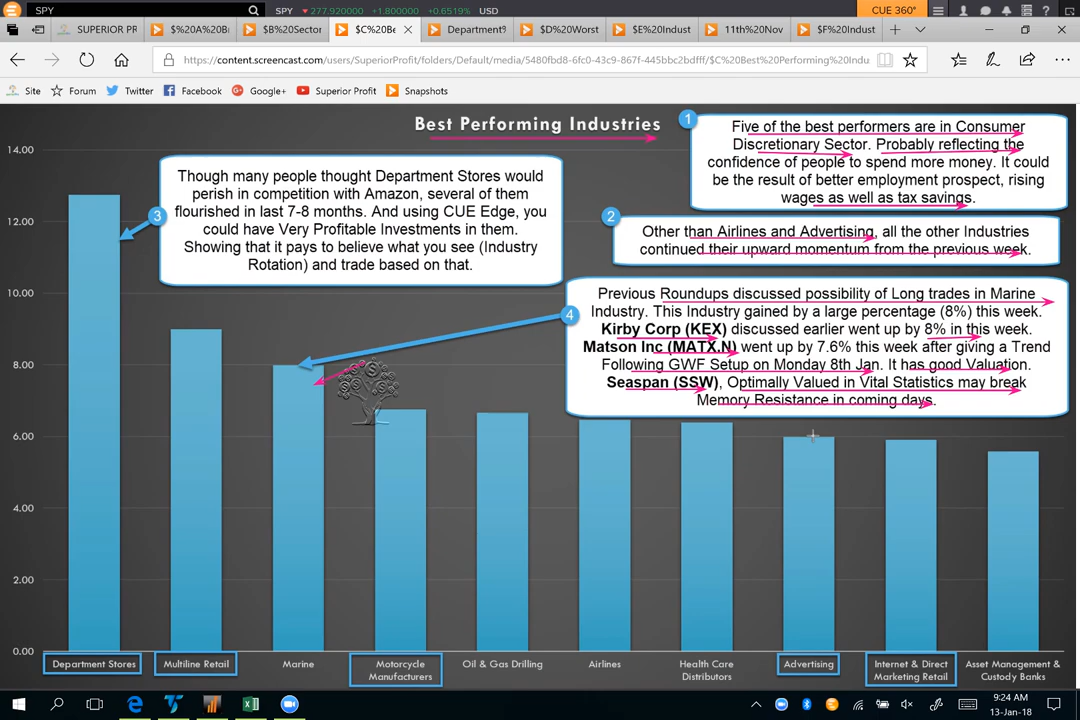 SPY
SPY 277.920000 +1.800000 +0.6519% USD
CUE 360°
SUPERIOR PR
$%20A%20B
$B%20Sector
$C%20Be
Department9
$D%20Worst
$E%20Indust
11th%20Nov
$F%20Indust
https://content.screencast.com/users/SuperiorProfit/folders/Default/media/5480fbd8-6fc0-43c9-867f-445bbc2bdfff/$C%20Best%20Performing%20Indu
Site
Forum
Twitter
Facebook
Google+
Superior Profit
Snapshots
Best Performing Industries
1
Five of the best performers are in Consumer
Discretionary Sector. Probably reflecting the
confidence of people to spend more money. It could
be the result of better employment prospect, rising
wages as well as tax savings.
2
Other than Airlines and Advertising, all the other Industries
continued their upward momentum from the previous week.
3
Though many people thought Department Stores would
perish in competition with Amazon, several of them
flourished in last 7-8 months. And using CUE Edge, you
could have Very Profitable Investments in them.
Showing that it pays to believe what you see (Industry
Rotation) and trade based on that.
4
Previous Roundups discussed possibility of Long trades in Marine
Industry. This Industry gained by a large percentage (8%) this week.
Kirby Corp (KEX) discussed earlier went up by 8% in this week.
Matson Inc (MATX.N) went up by 7.6% this week after giving a Trend
Following GWF Setup on Monday 8th Jan. It has good Valuation.
Seaspan (SSW), Optimally Valued in Vital Statistics may break
Memory Resistance in coming days.
14.00
12.00
10.00
8.00
6.00
4.00
2.00
0.00
Department Stores
Multiline Retail
Marine
Motorcycle
Manufacturers
Oil & Gas Drilling
Airlines
Health Care
Distributors
Advertising
Internet & Direct
Marketing Retail
Asset Management &
Custody Banks
9:24 AM
13-Jan-18